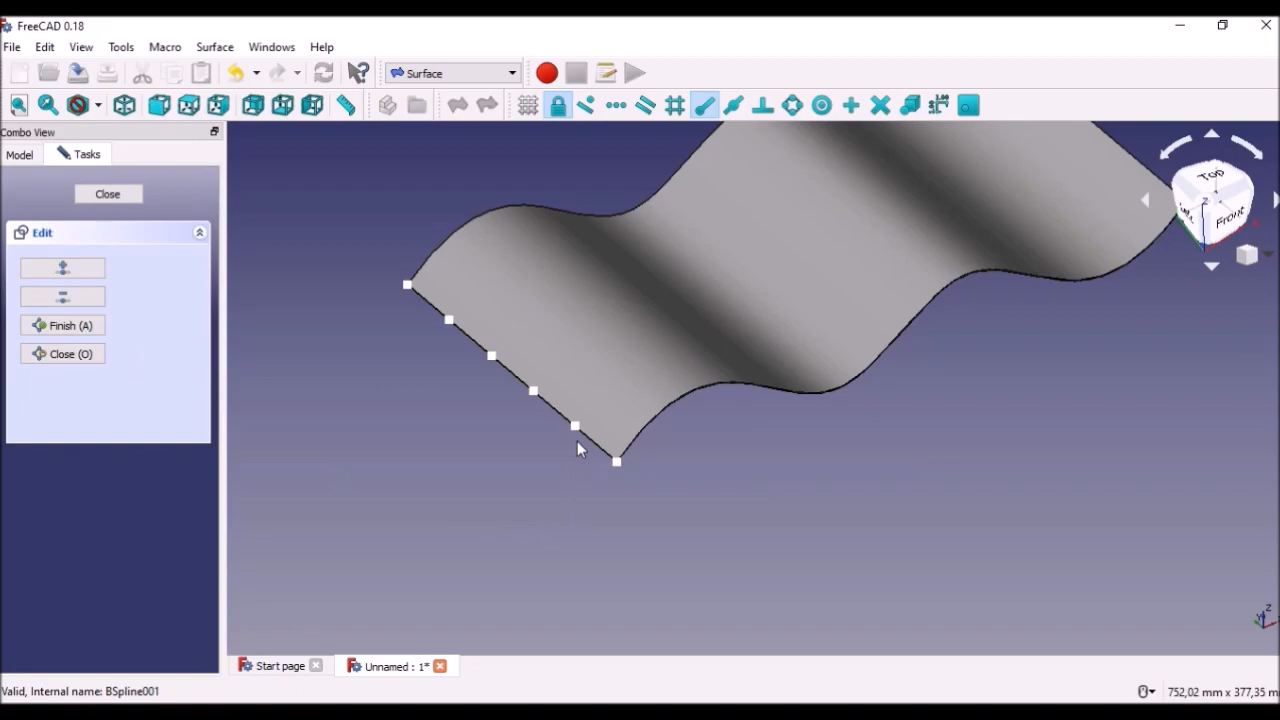 FreeCAD 0.18
File Edit View Tools Macro Surface Windows Help
Surface
Combo View
Model Tasks
Close
Edit
Finish (A)
Close (O)
Top
Front
Z
Z
Start page Unnamed : 1*
Valid, Internal name: BSpline001 752,02 mm x 377,35 m